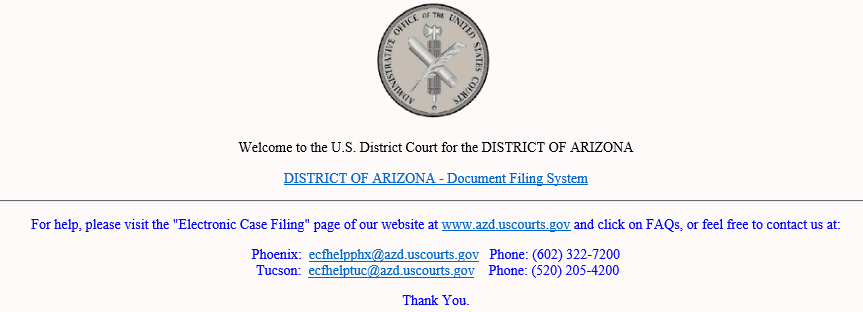 ADMINISTRATIVE OFFICE OF THE UNITED STATES COURTS
Welcome to the U.S. District Court for the DISTRICT OF ARIZONA
DISTRICT OF ARIZONA - Document Filing System
For help, please visit the "Electronic Case Filing" page of our website at www.azd.uscourts.gov and click on FAQs, or feel free to contact us at:
Phoenix: ecfhelpphx@azd.uscourts.gov Phone: (602) 322-7200
Tucson: ecfhelptuc@azd.uscourts.gov Phone: (520) 205-4200
Thank You.